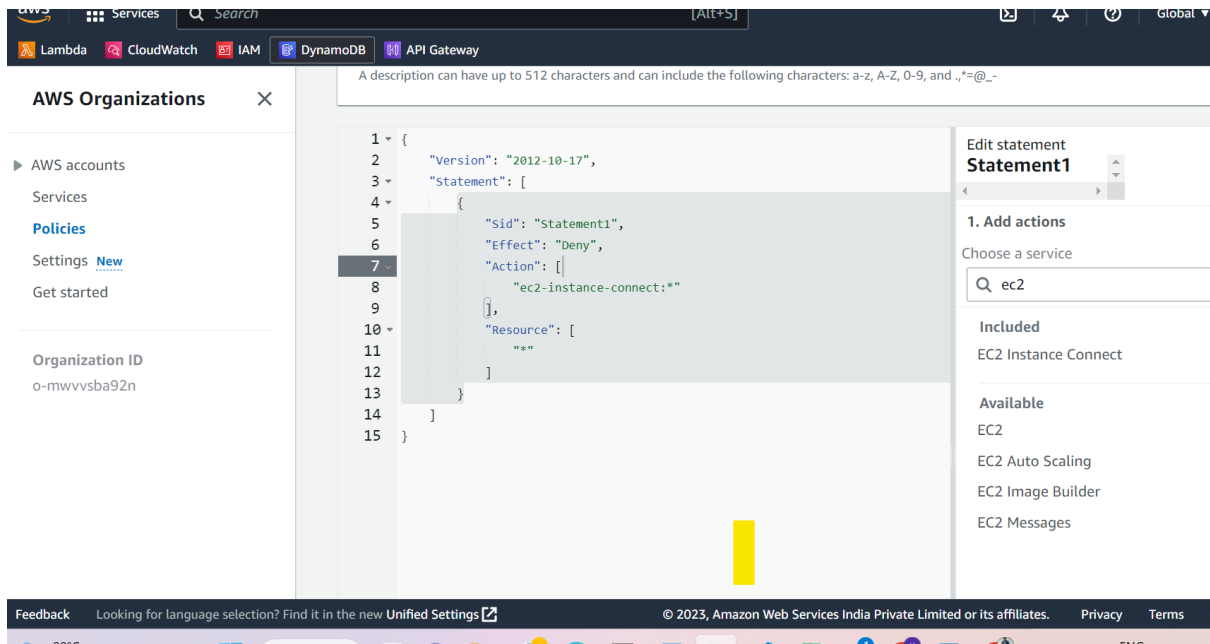 aws Services Search [Alt+S] Global
Lambda CloudWatch IAM DynamoDB API Gateway
A description can have up to 512 characters and can include the following characters: a-z, A-Z, 0-9, and .,*=@_-
AWS Organizations
AWS accounts
Services
Policies
Settings New
Get started
Organization ID
o-mwvvsba92n
1 {
2 "Version": "2012-10-17",
3 "Statement": [
4 {
5 "Sid": "Statement1",
6 "Effect": "Deny",
7 "Action": [
8 "ec2-instance-connect:*"
9 ],
10 "Resource": [
11 "*"
12 ]
13 }
14 ]
15 }
Edit statement
Statement1
1. Add actions
Choose a service
ec2
Included
EC2 Instance Connect
Available
EC2
EC2 Auto Scaling
EC2 Image Builder
EC2 Messages
Feedback Looking for language selection? Find it in the new Unified Settings © 2023, Amazon Web Services India Private Limited or its affiliates. Privacy Terms